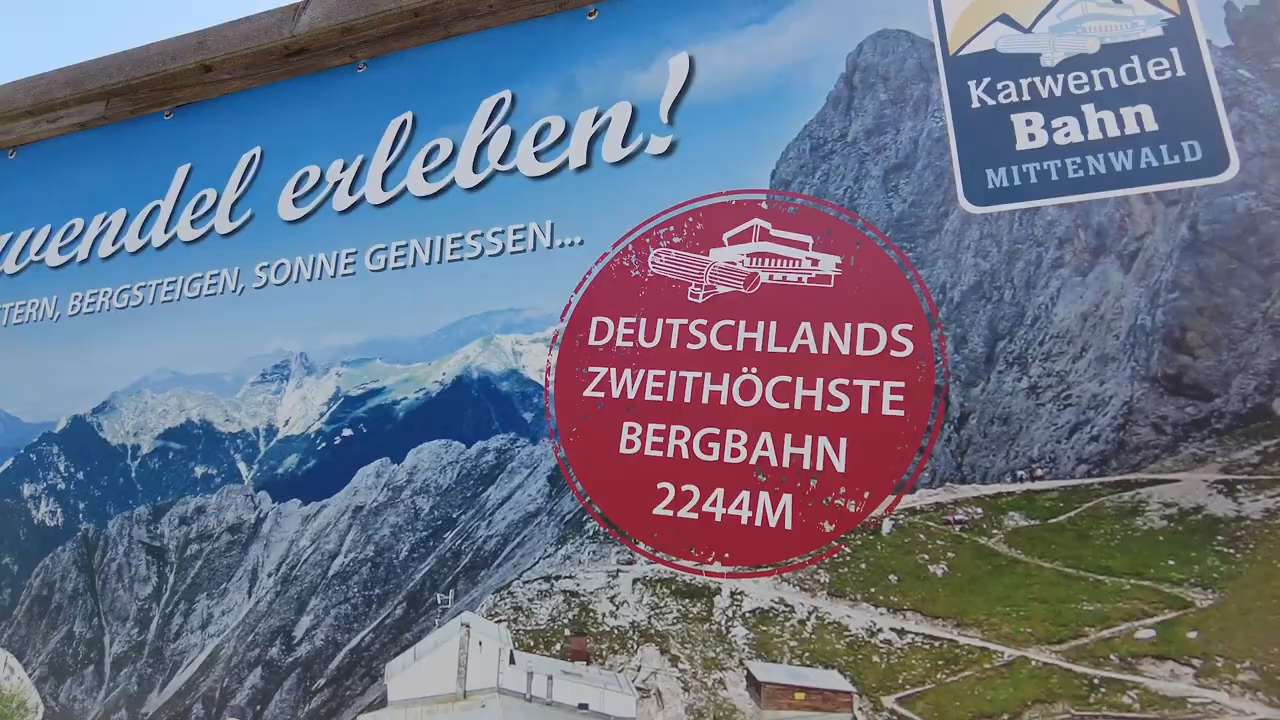 wendel erleben!
TERN, BERGSTEIGEN, SONNE GENIESSEN...
Karwendel
Bahn
MITTENWALD
DEUTSCHLANDS
ZWEITHÖCHSTE
BERGBAHN
2244M